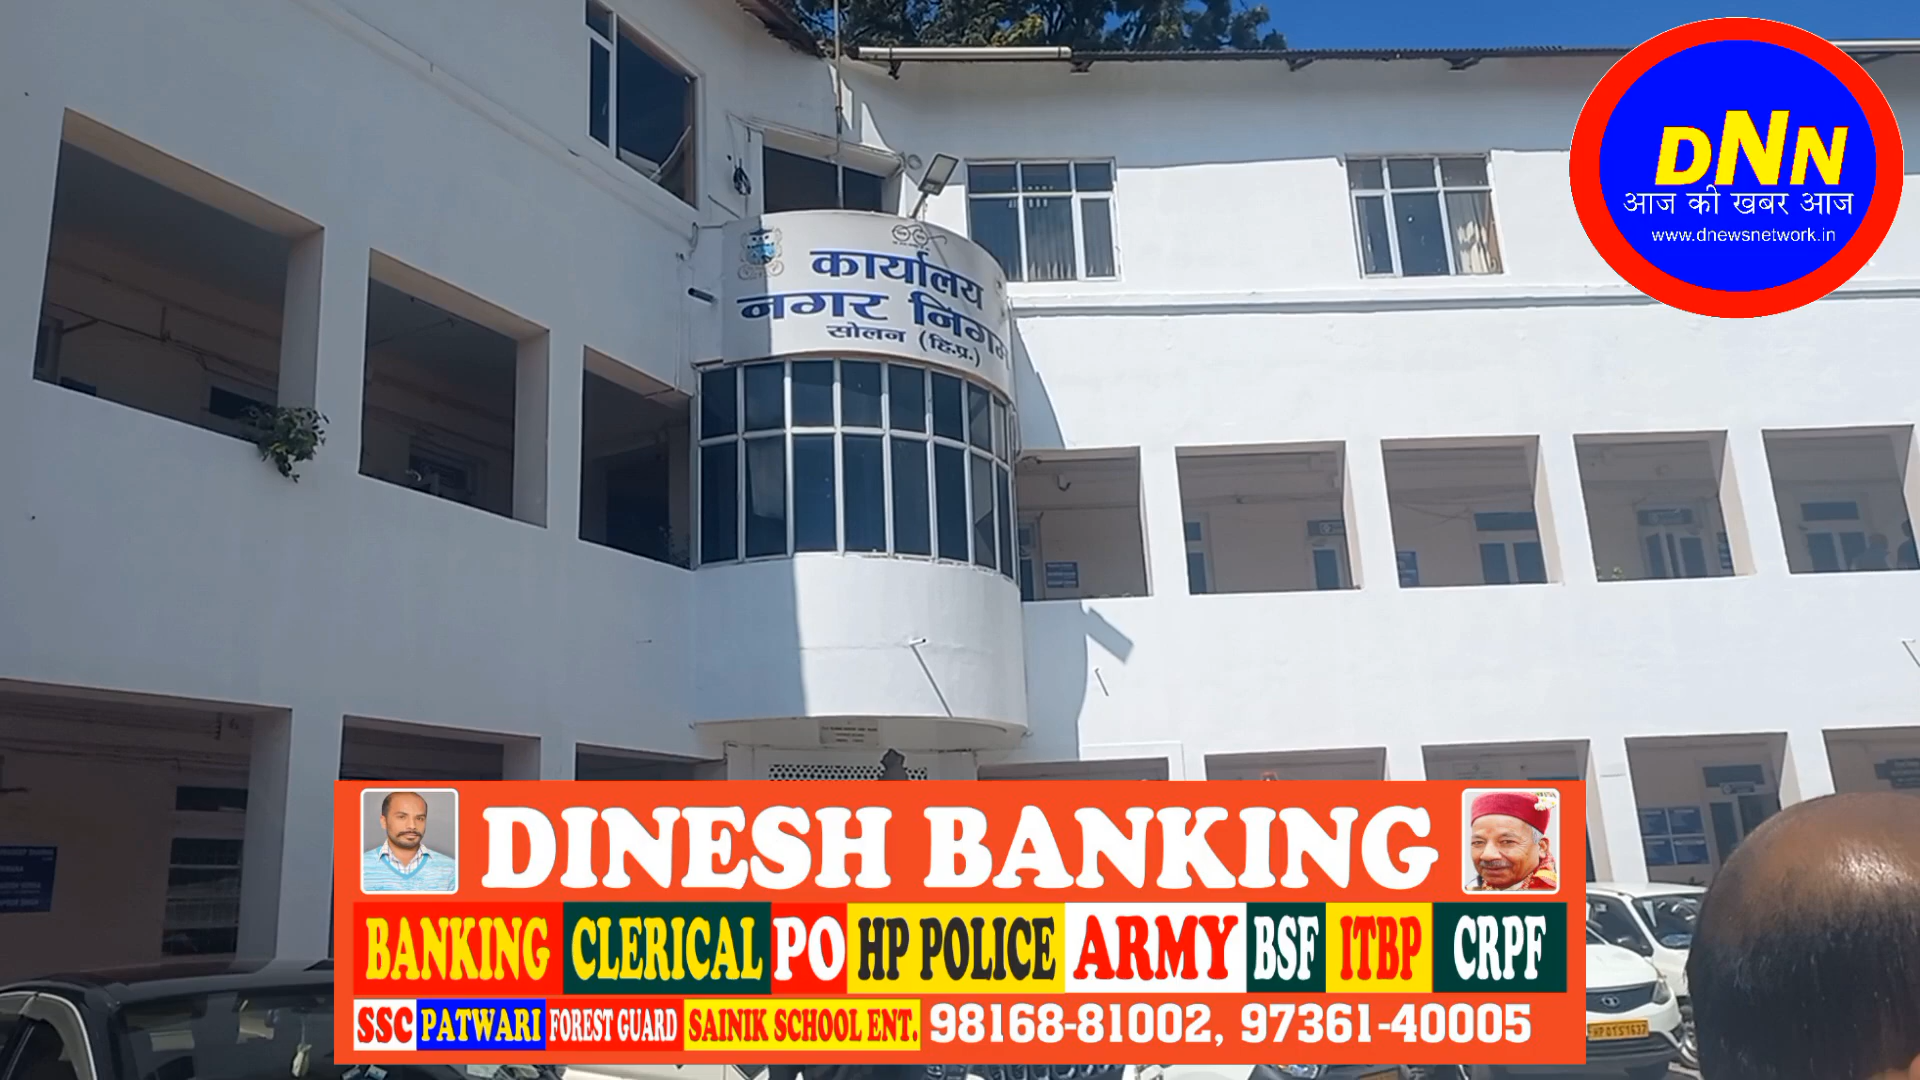 DNN
आज की खबर आज
www.dnewsnetwork.in
कार्यालय
नगर निगम
सोलन (हि.प्र.)
DINESH BANKING
BANKING CLERICAL PO HP POLICE ARMY BSF ITBP CRPF
SSC PATWARI FOREST GUARD SAINIK SCHOOL ENT. 98168-81002, 97361-40005